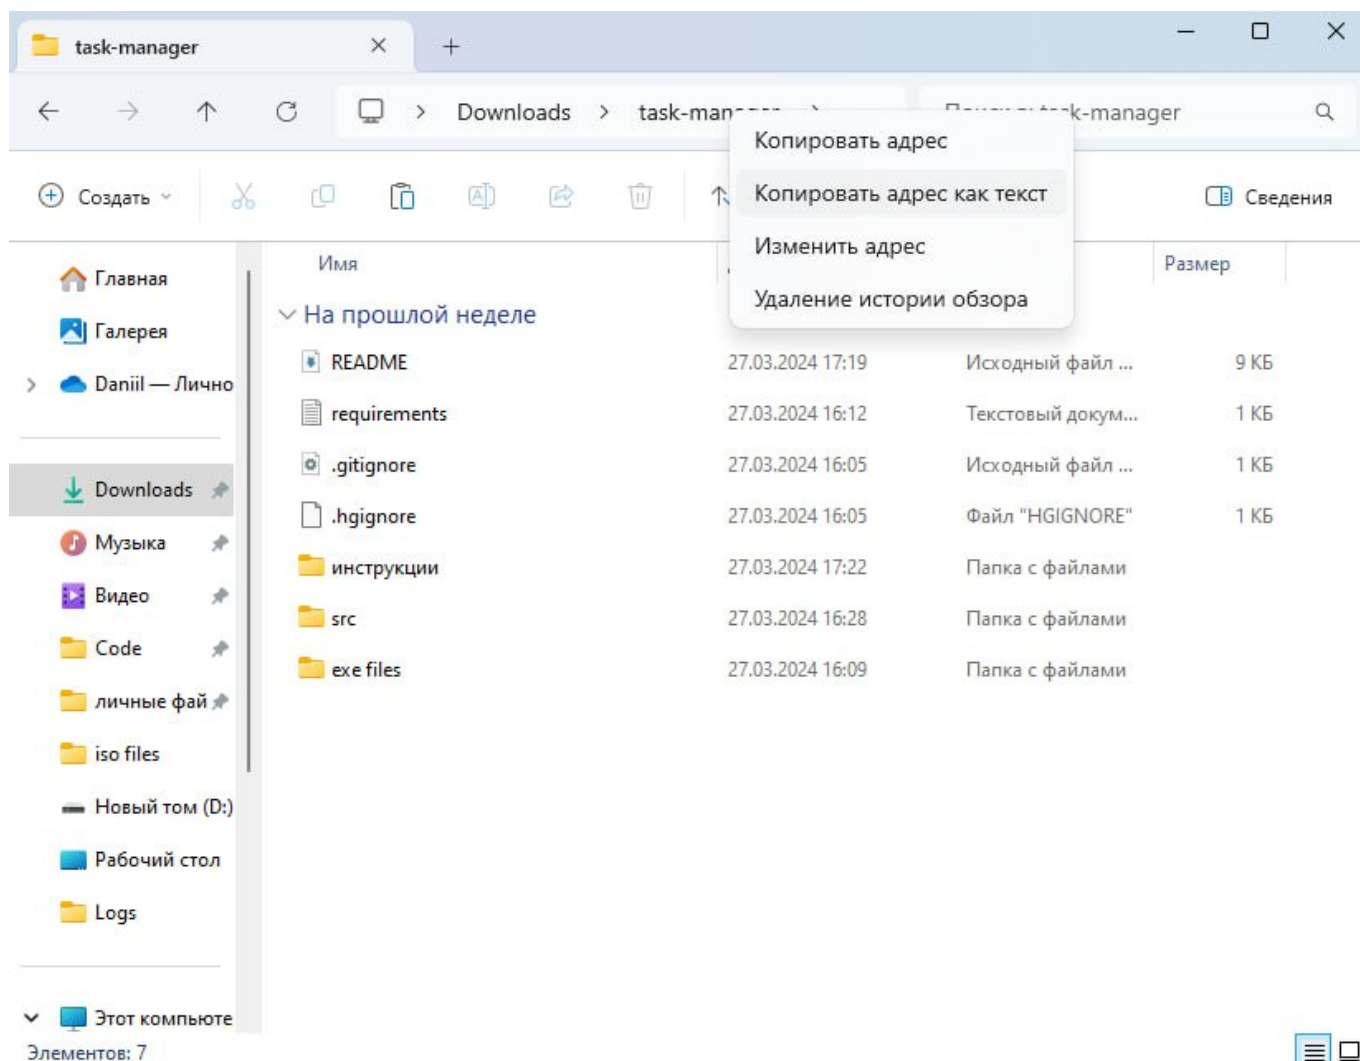 task-manager
Downloads > task-manager > Поиск в: task-manager
Копировать адрес
Копировать адрес как текст
Изменить адрес
Удаление истории обзора
Создать
Сведения
Имя
Размер
Главная
Галерея
Daniil — Лично
Downloads
Музыка
Видео
Code
личные фай
iso files
Новый том (D:)
Рабочий стол
Logs
Этот компьюте
На прошлой неделе
README 27.03.2024 17:19 Исходный файл ... 9 КБ
requirements 27.03.2024 16:12 Текстовый докум... 1 КБ
.gitignore 27.03.2024 16:05 Исходный файл ... 1 КБ
.hgignore 27.03.2024 16:05 Файл "HGIGNORE" 1 КБ
инструкции 27.03.2024 17:22 Папка с файлами
src 27.03.2024 16:28 Папка с файлами
exe files 27.03.2024 16:09 Папка с файлами
Элементов: 7